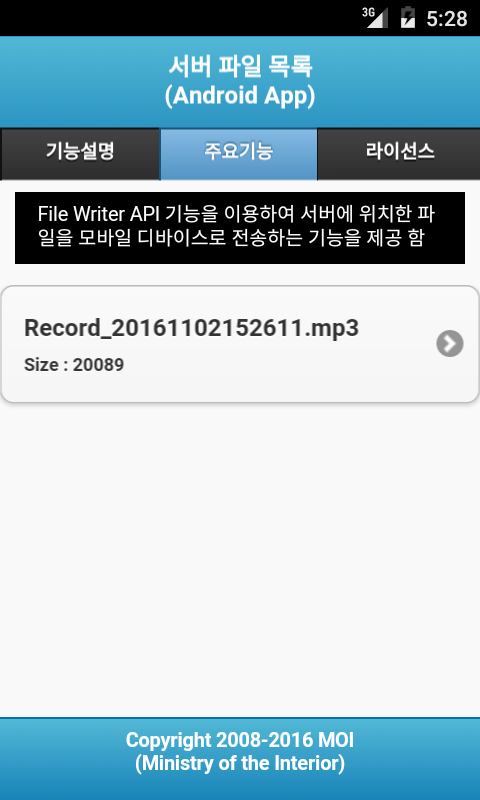 3G 5:28
서버 파일 목록
(Android App)
기능설명 주요기능 라이선스
File Writer API 기능을 이용하여 서버에 위치한 파
일을 모바일 디바이스로 전송하는 기능을 제공 함
Record_20161102152611.mp3
Size : 20089
Copyright 2008-2016 MOI
(Ministry of the Interior)